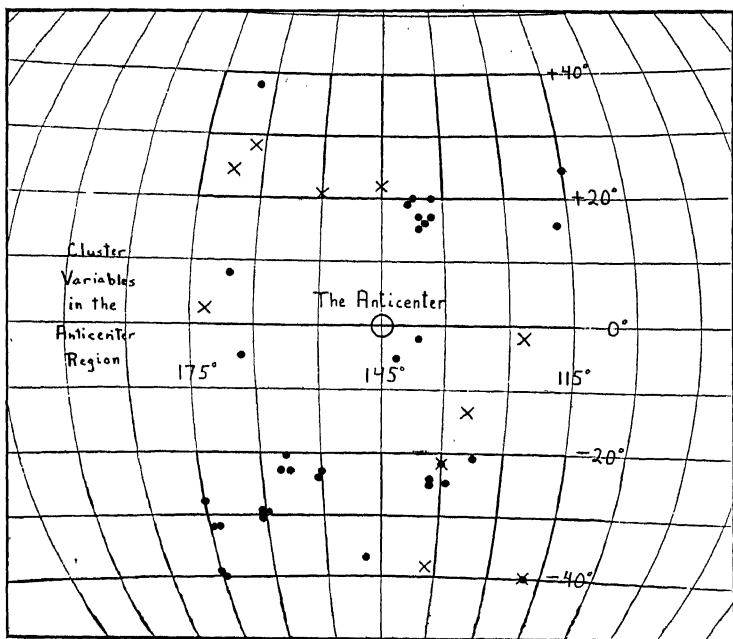 +40°
+20°
Cluster
Variables
in the
Anticenter
Region
The Anticenter
0°
175°
145°
115°
-20°
-40°